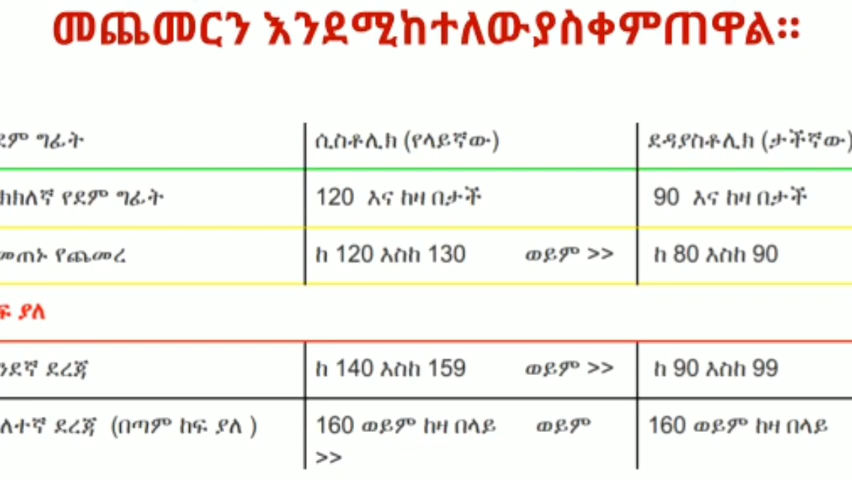 መጨመርን እንደሚከተለውያስቀምጠዋል።
ደም ግፊት ሲስቶሊክ (የላይኛው) ደዳያስቶሊክ (ታችኛው)
ክክለኛ የደም ግፊት 120 እና ከዛ በታች 90 እና ከዛ በታች
መጠኑ የጨመረ ከ 120 እስከ 130 ወይም >> ከ 80 እስከ 90
ፍ ያለ
ንደኛ ደረጃ ከ 140 እስከ 159 ወይም >> ከ 90 እስከ 99
ለተኛ ደረጃ (በጣም ከፍ ያለ ) 160 ወይም ከዛ በላይ ወይም 160 ወይም ከዛ በላይ
>>